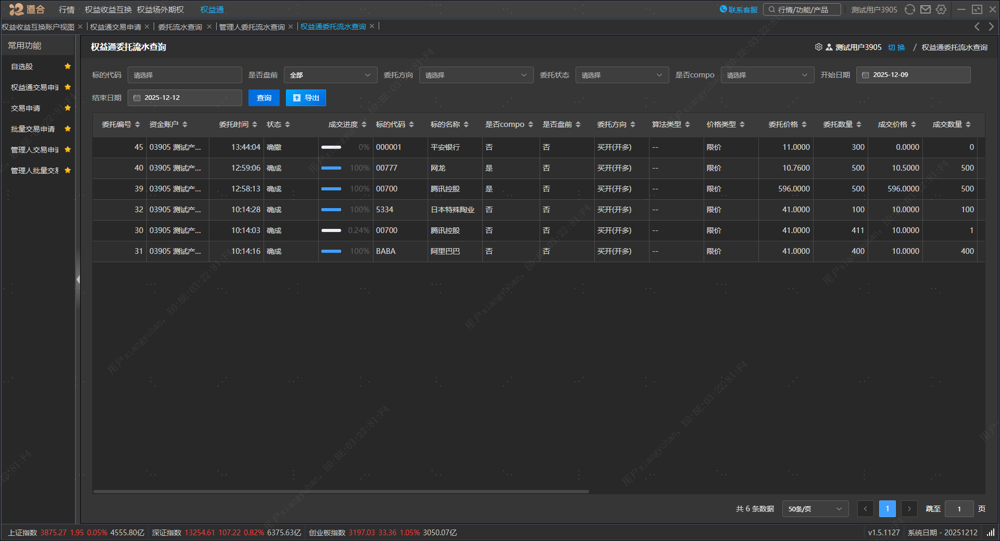 道合 行情 权益收益互换 权益场外期权 权益通 联系客服 行情/功能/产品 测试用户3905
权益收益互换账户视图 × 权益通交易申请 × 委托流水查询 × 管理人委托流水查询 × 权益通委托流水查询 ×
常用功能
自选股
权益通交易申请
交易申请
批量交易申请
管理人交易申请
管理人批量交易
权益通委托流水查询 测试用户3905 切 换 / 权益通委托流水查询
标的代码 请选择 是否盘前 全部 委托方向 请选择 委托状态 请选择 是否compo 请选择 开始日期 2025-12-09
结束日期 2025-12-12 查询 导出
委托编号 资金账户 委托时间 状态 成交进度 标的代码 标的名称 是否compo 是否盘前 委托方向 算法类型 价格类型 委托价格 委托数量 成交价格 成交数量
45 03905 测试产... 13:44:04 确撤 0% 000001 平安银行 否 否 买开(开多) -- 限价 11.0000 300 0.0000 0
40 03905 测试产... 12:59:06 确成 100% 00777 网龙 是 否 买开(开多) -- 限价 10.7600 500 10.5000 500
39 03905 测试产... 12:58:13 确成 100% 00700 腾讯控股 是 否 买开(开多) -- 限价 596.0000 500 596.0000 500
32 03905 测试产... 10:14:28 确成 100% 5334 日本特殊陶业 否 否 买开(开多) -- 限价 41.0000 100 10.0000 100
30 03905 测试产... 10:14:03 确成 0.24% 00700 腾讯控股 否 否 买开(开多) -- 限价 41.0000 411 10.0000 1
31 03905 测试产... 10:14:16 确成 100% BABA 阿里巴巴 否 否 买开(开多) -- 限价 41.0000 400 10.0000 400
共 6 条数据 50条/页 1 跳至 1 页
上证指数 3875.27 1.95 0.05% 4555.80亿 深证指数 13254.61 107.22 0.82% 6375.63亿 创业板指数 3197.03 33.36 1.05% 3050.07亿 v1.5.1127 系统日期 - 20251212
用户xiangyuhan, E0:BE:03:22:81:F4